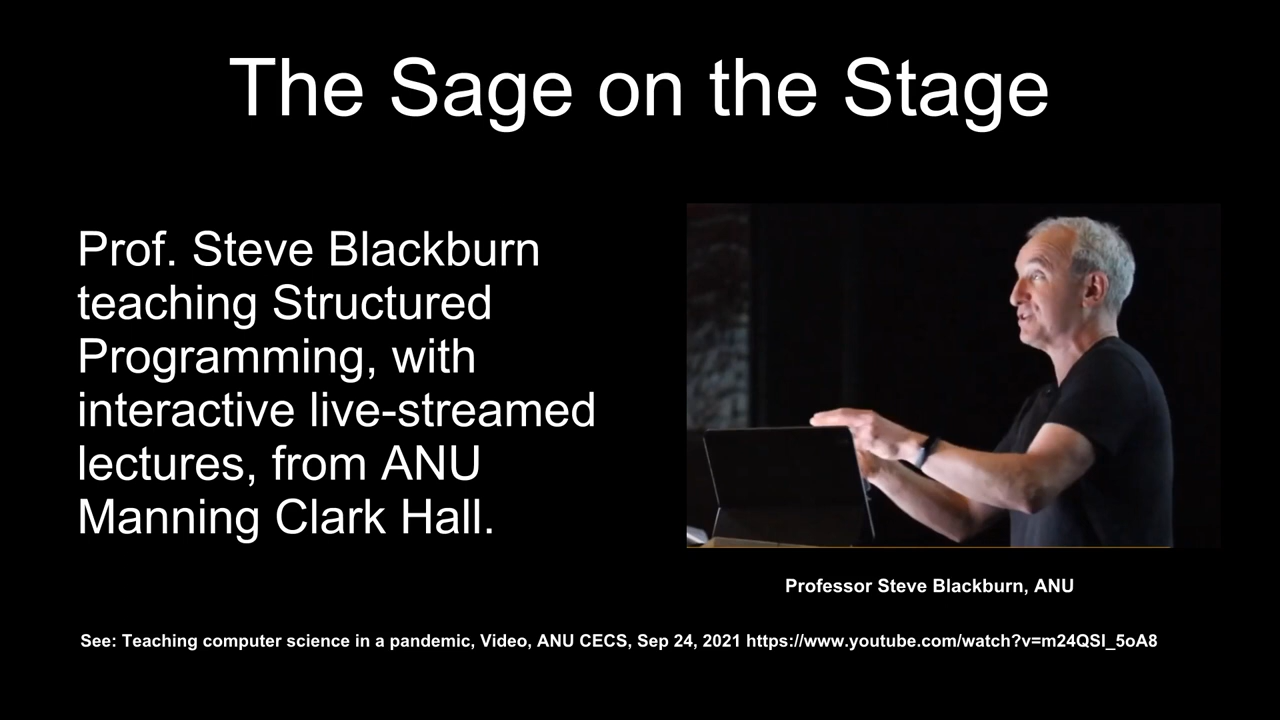 The Sage on the Stage
Prof. Steve Blackburn
teaching Structured
Programming, with
interactive live-streamed
lectures, from ANU
Manning Clark Hall.
Professor Steve Blackburn, ANU
See: Teaching computer science in a pandemic, Video, ANU CECS, Sep 24, 2021 https://www.youtube.com/watch?v=m24QSI_5oA8